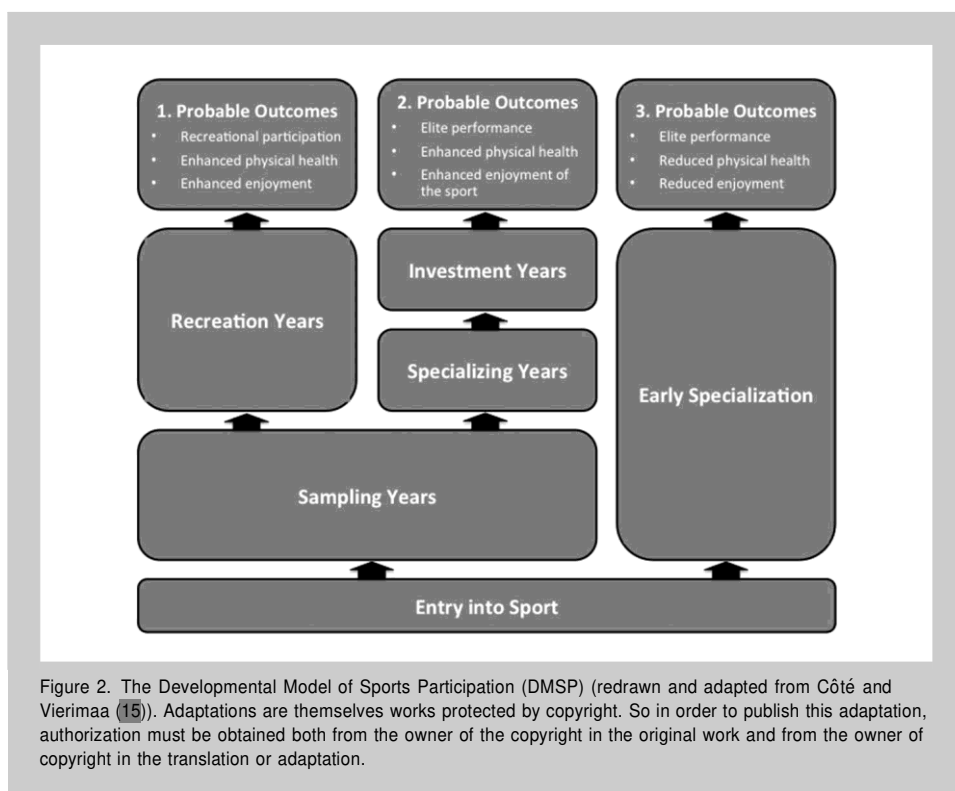 1. Probable Outcomes
• Recreational participation
• Enhanced physical health
• Enhanced enjoyment
2. Probable Outcomes
• Elite performance
• Enhanced physical health
• Enhanced enjoyment of
the sport
3. Probable Outcomes
• Elite performance
• Reduced physical health
• Reduced enjoyment
Recreation Years
Investment Years
Specializing Years
Early Specialization
Sampling Years
Entry into Sport
Figure 2. The Developmental Model of Sports Participation (DMSP) (redrawn and adapted from Côté and
Vierimaa (15)). Adaptations are themselves works protected by copyright. So in order to publish this adaptation,
authorization must be obtained both from the owner of the copyright in the original work and from the owner of
copyright in the translation or adaptation.